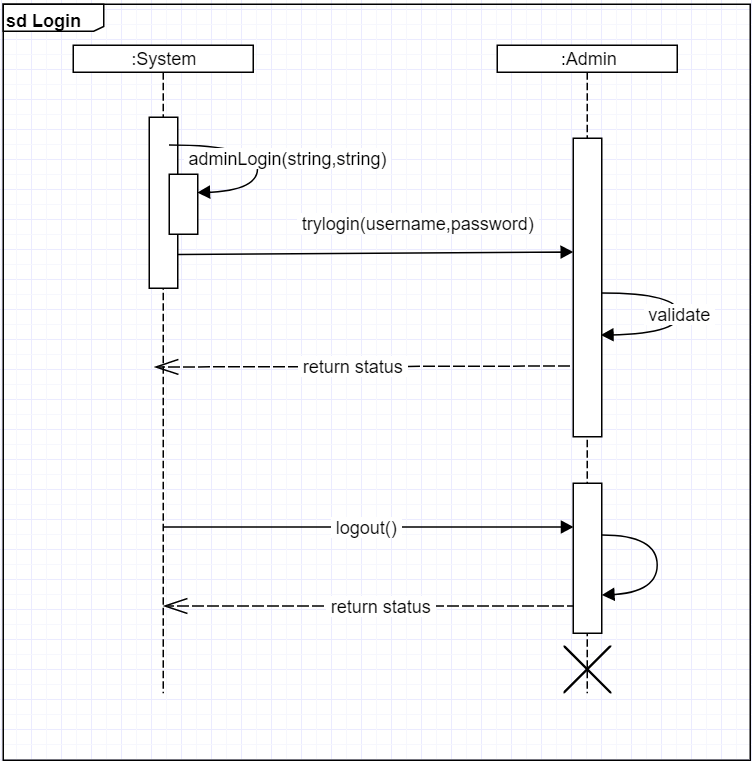 sd Login
:System
:Admin
adminLogin(string,string)
trylogin(username,password)
validate
return status
logout()
return status